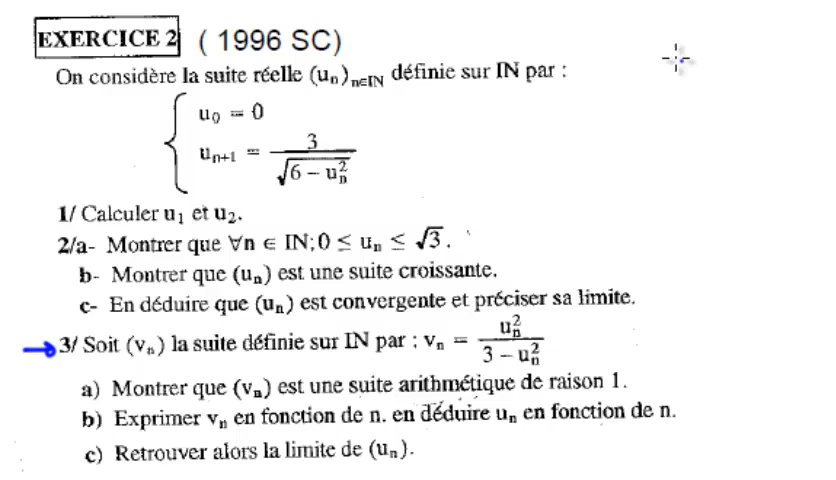 EXERCICE 2 ( 1996 SC)
On considère la suite réelle (uₙ)ₙ∈IN définie sur IN par :
u₀ = 0
uₙ₊₁ = 3 / √(6 − uₙ²)
1/ Calculer u₁ et u₂.
2/a- Montrer que ∀n ∈ IN; 0 ≤ uₙ ≤ √3.
b- Montrer que (uₙ) est une suite croissante.
c- En déduire que (uₙ) est convergente et préciser sa limite.
3/ Soit (vₙ) la suite définie sur IN par : vₙ = uₙ² / (3 − uₙ²)
a) Montrer que (vₙ) est une suite arithmétique de raison 1.
b) Exprimer vₙ en fonction de n. en déduire uₙ en fonction de n.
c) Retrouver alors la limite de (uₙ).